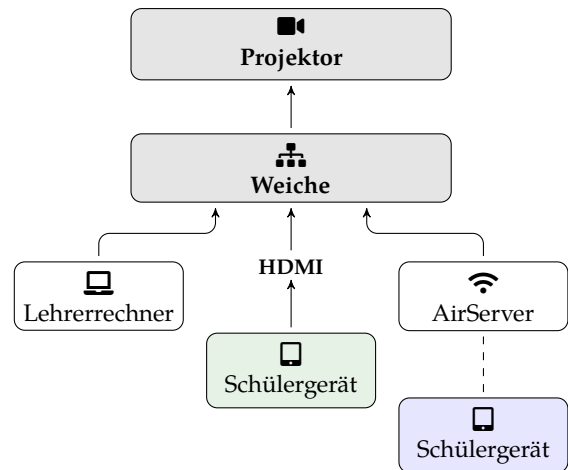 Projektor
Weiche
HDMI
Lehrerrechner
AirServer
Schülergerät
Schülergerät